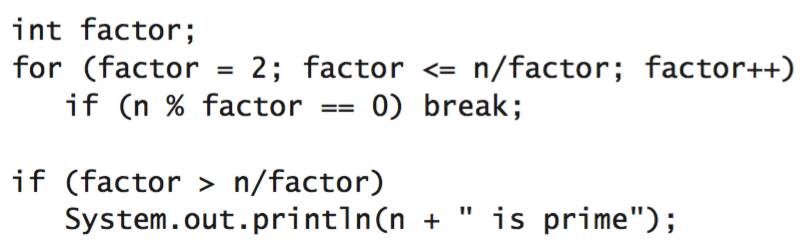 int factor;
for (factor = 2; factor <= n/factor; factor++)
   if (n % factor == 0) break;

if (factor > n/factor)
   System.out.println(n + " is prime");